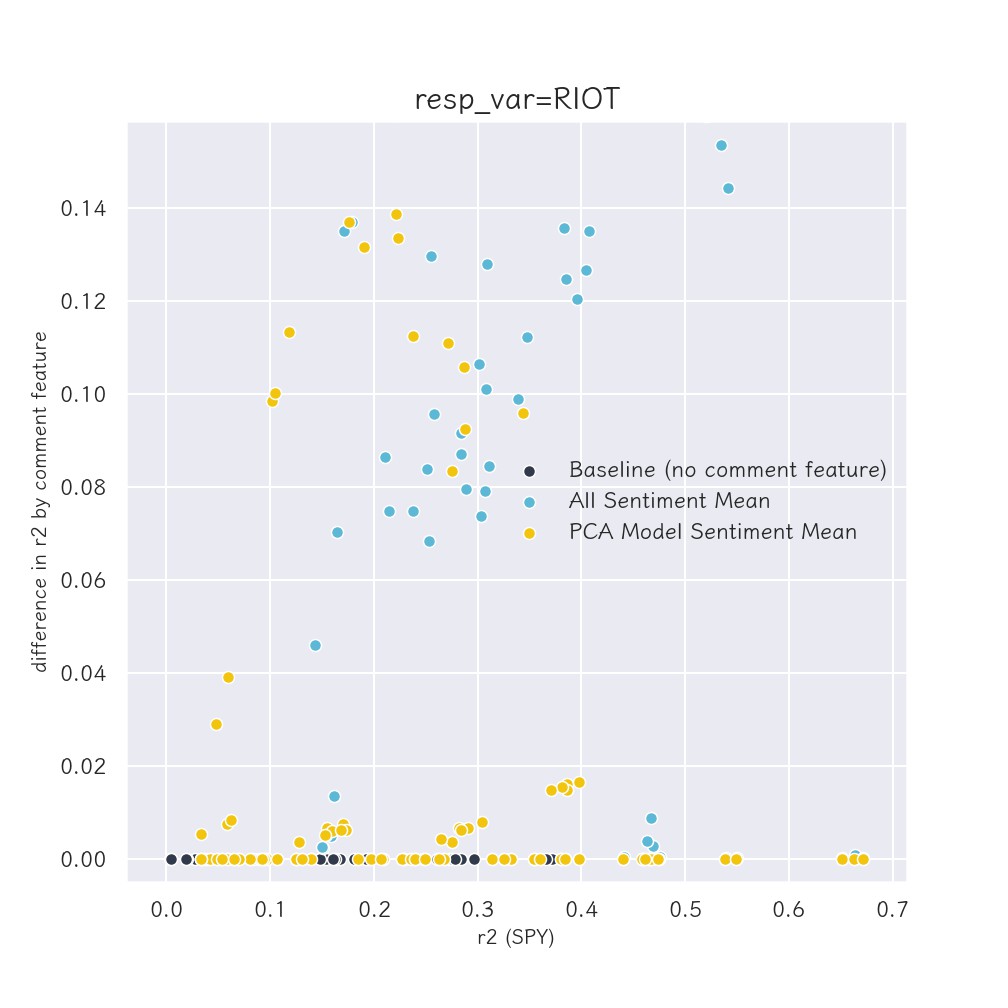 resp_var=RIOT
difference in r2 by comment feature
0.14
0.12
0.10
0.08
0.06
0.04
0.02
0.00
Baseline (no comment feature)
All Sentiment Mean
PCA Model Sentiment Mean
0.0 0.1 0.2 0.3 0.4 0.5 0.6 0.7
r2 (SPY)